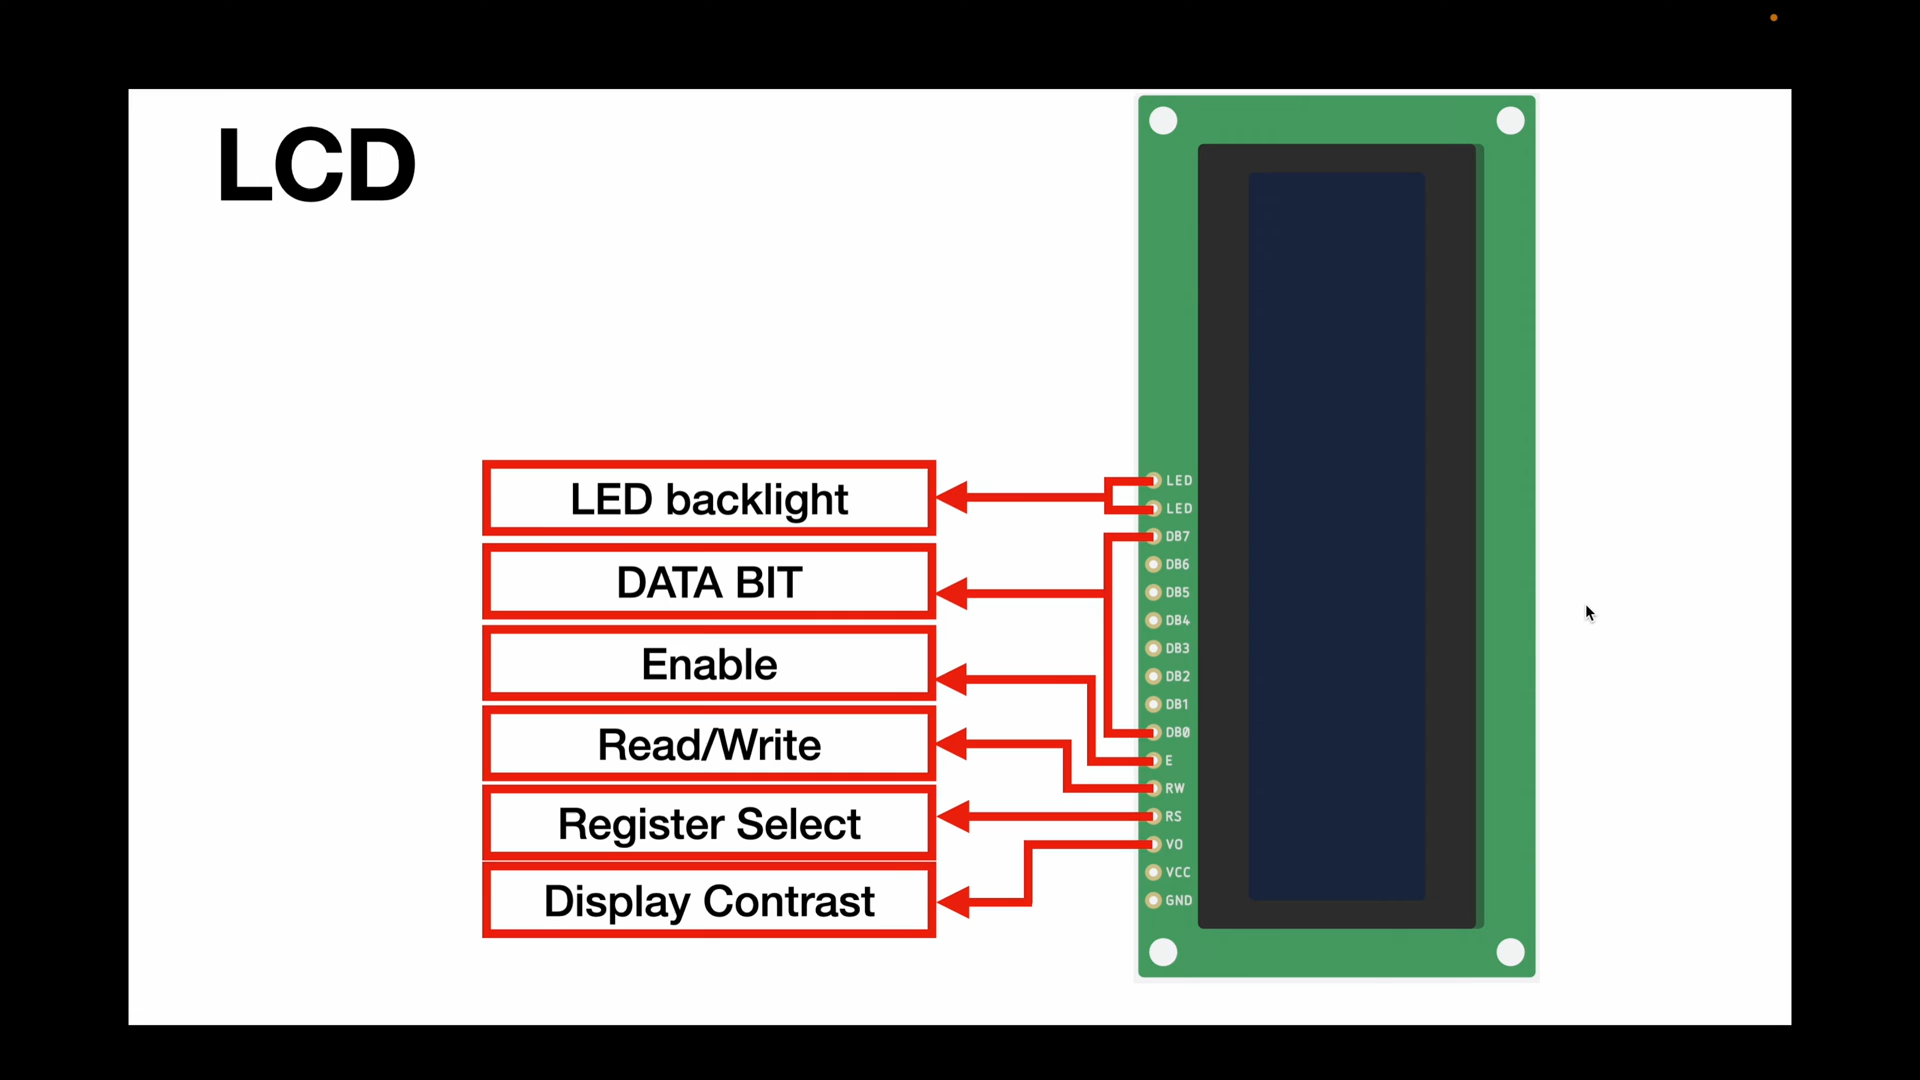 LCD
LED backlight
DATA BIT
Enable
Read/Write
Register Select
Display Contrast
LED
LED
DB7
DB6
DB5
DB4
DB3
DB2
DB1
DB0
E
RW
RS
VO
VCC
GND